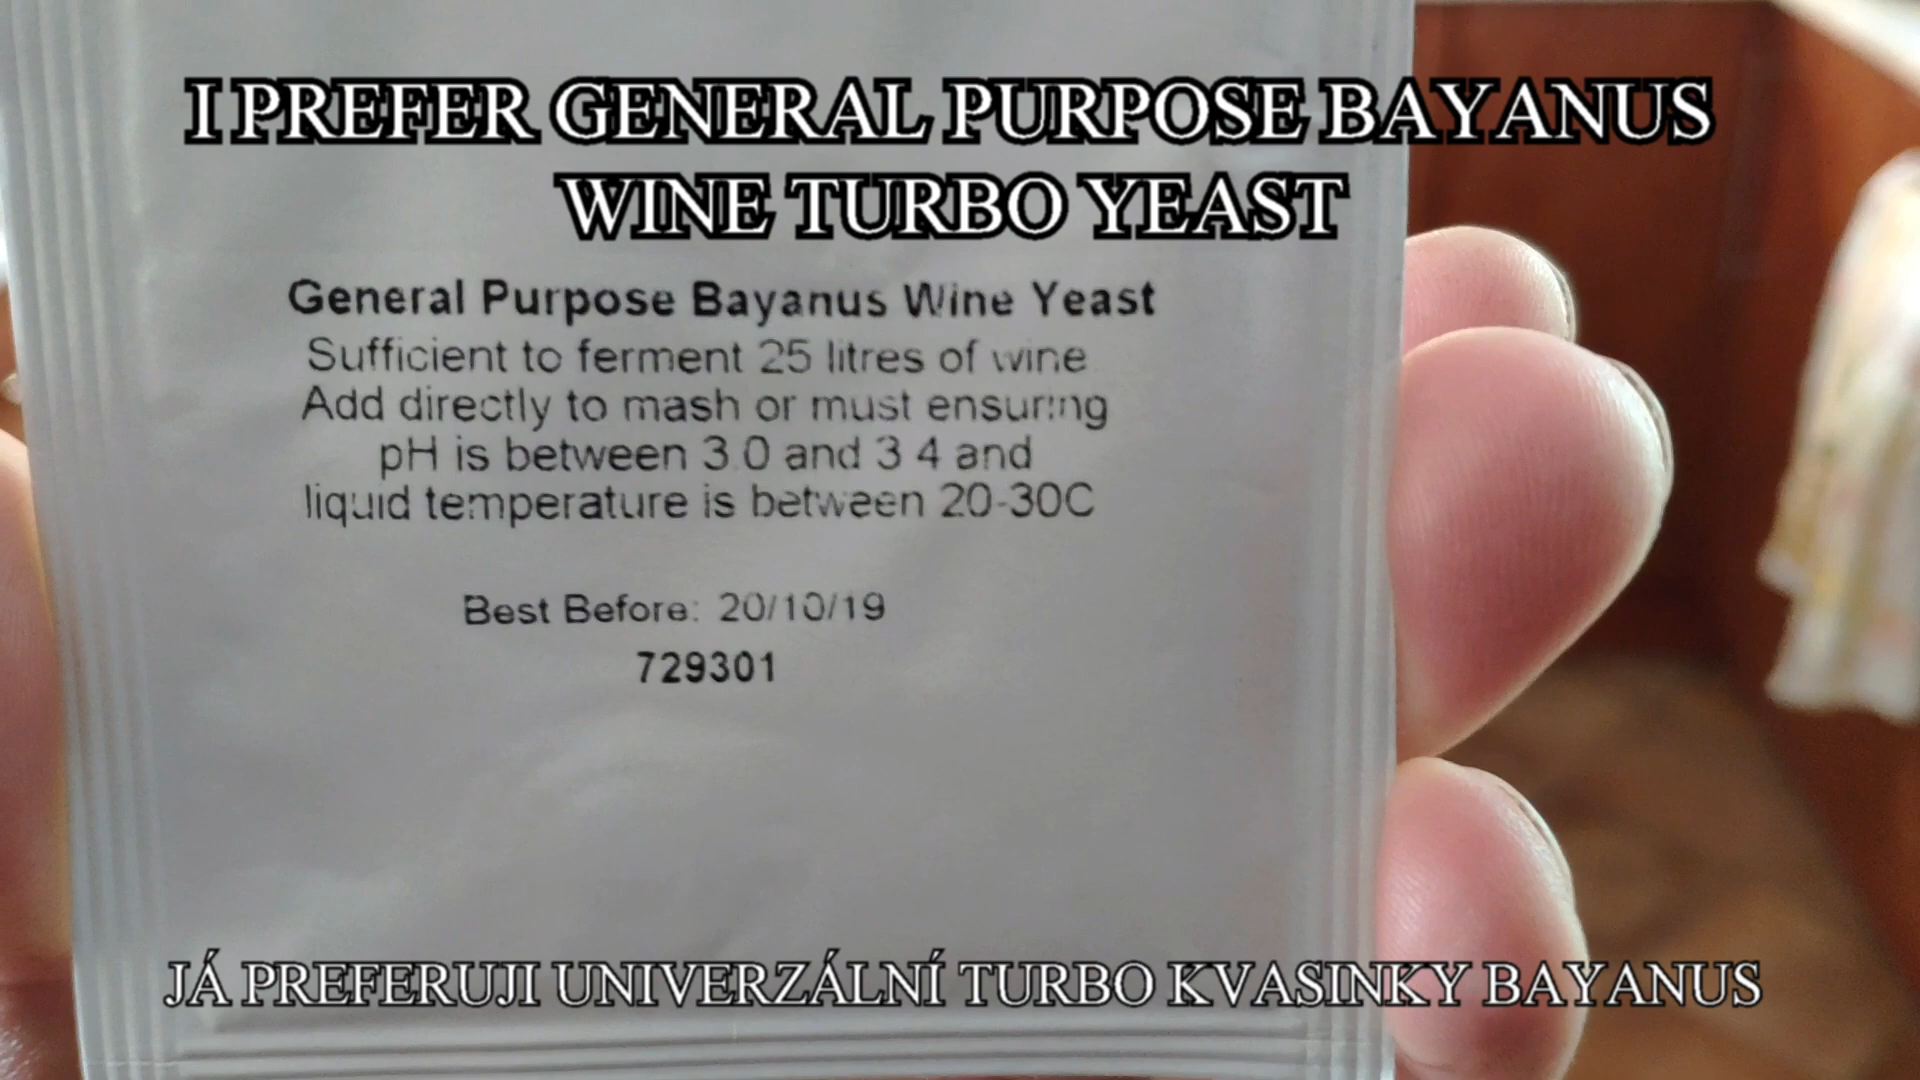 I PREFER GENERAL PURPOSE BAYANUS
WINE TURBO YEAST
General Purpose Bayanus Wine Yeast
Sufficient to ferment 25 litres of wine
Add directly to mash or must ensuring
pH is between 3.0 and 3.4 and
liquid temperature is between 20-30C
Best Before: 20/10/19
729301
JÁ PREFERUJI UNIVERZÁLNÍ TURBO KVASINKY BAYANUS